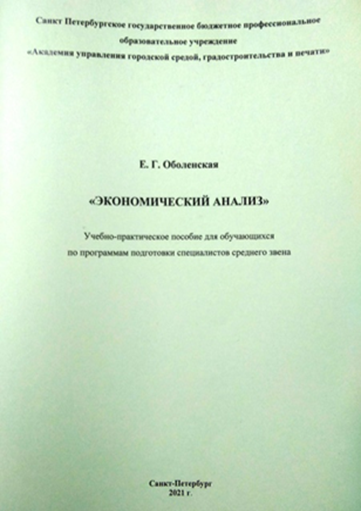 Санкт Петербургское государственное бюджетное профессиональное
образовательное учреждение
«Академия управления городской средой, градостроительства и печати»
Е. Г. Оболенская
«ЭКОНОМИЧЕСКИЙ АНАЛИЗ»
Учебно-практическое пособие для обучающихся
по программам подготовки специалистов среднего звена
Санкт-Петербург
2021 г.